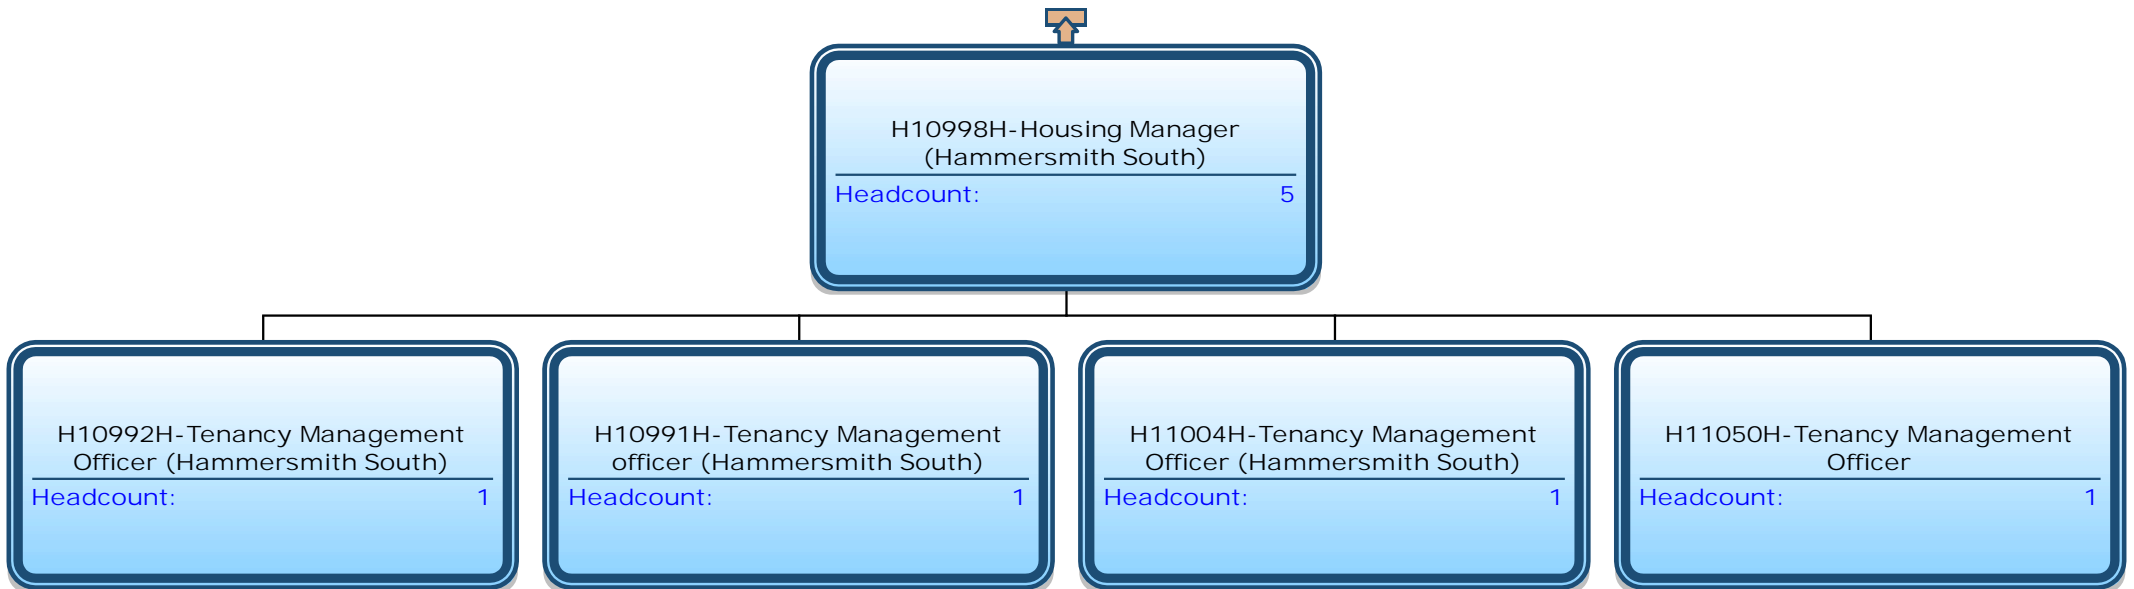 H10998H-Housing Manager
(Hammersmith South)
Headcount: 5
H10992H-Tenancy Management
Officer (Hammersmith South)
Headcount: 1
H10991H-Tenancy Management
officer (Hammersmith South)
Headcount: 1
H11004H-Tenancy Management
Officer (Hammersmith South)
Headcount: 1
H11050H-Tenancy Management
Officer
Headcount: 1